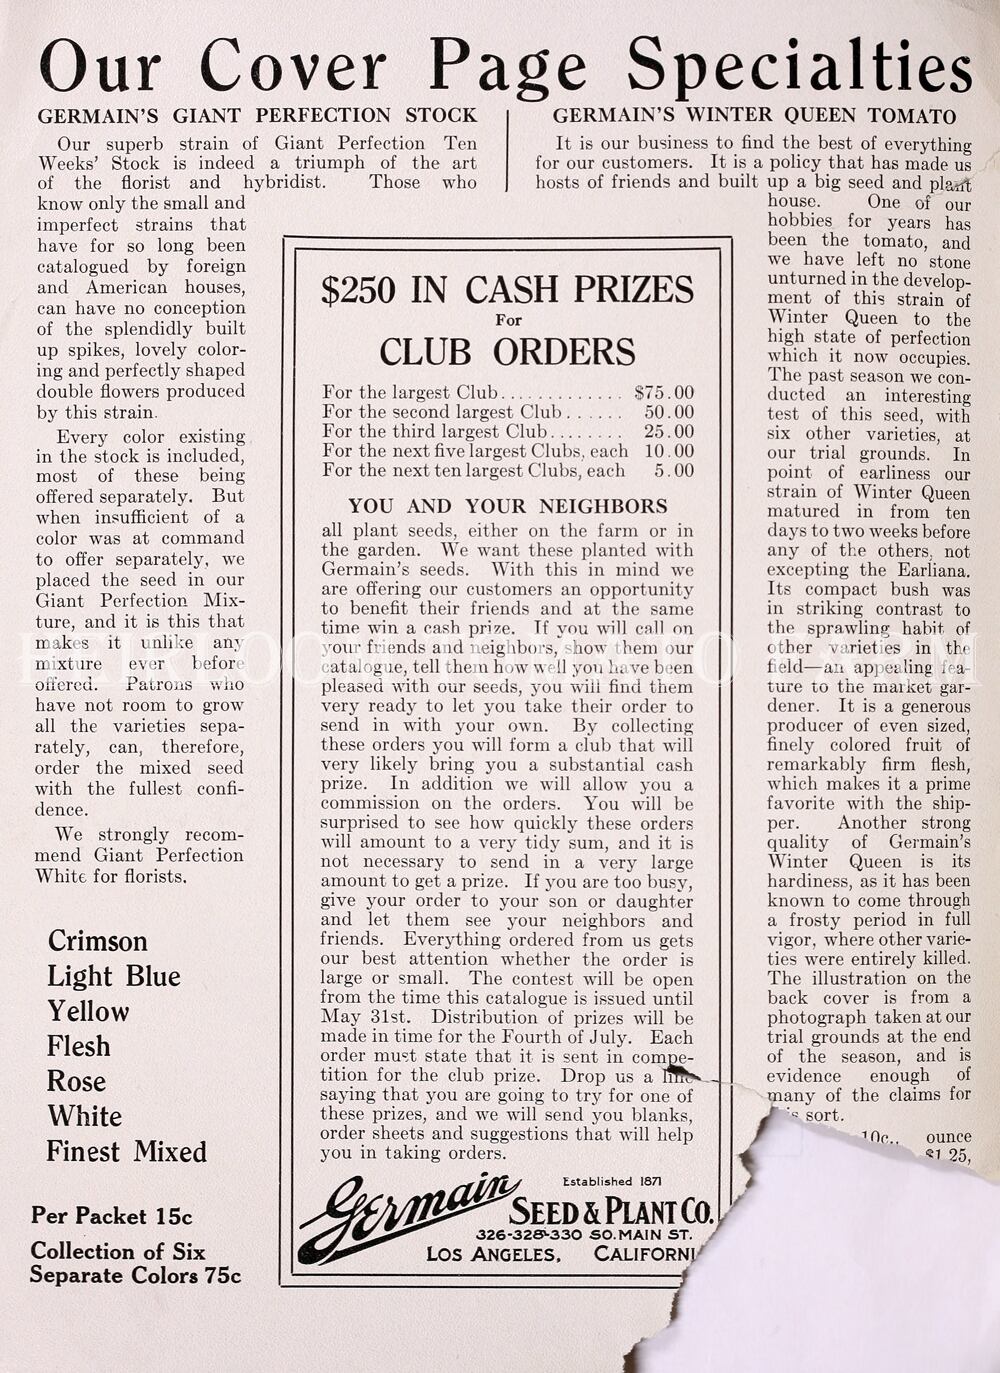 Our Cover Page Specialties
GERMAIN'S GIANT PERFECTION STOCK
Our superb strain of Giant Perfection Ten
Weeks' Stock is indeed a triumph of the art
of the florist and hybridist. Those who
know only the small and
imperfect strains that
have for so long been
catalogued by foreign
and American houses,
can have no conception
of the splendidly built
up spikes, lovely color-
ing and perfectly shaped
double flowers produced
by this strain.
Every color existing
in the stock is included,
most of these being
offered separately. But
when insufficient of a
color was at command
to offer separately, we
placed the seed in our
Giant Perfection Mix-
ture, and it is this that
makes it unlike any
mixture ever before
offered. Patrons who
have not room to grow
all the varieties sepa-
rately, can, therefore,
order the mixed seed
with the fullest confi-
dence.
We strongly recom-
mend Giant Perfection
White for florists.
Crimson
Light Blue
Yellow
Flesh
Rose
White
Finest Mixed
Per Packet 15c
Collection of Six
Separate Colors 75c
$250 IN CASH PRIZES
For
CLUB ORDERS
For the largest Club............. $75.00
For the second largest Club...... 50.00
For the third largest Club........ 25.00
For the next five largest Clubs, each 10.00
For the next ten largest Clubs, each 5.00
YOU AND YOUR NEIGHBORS
all plant seeds, either on the farm or in
the garden. We want these planted with
Germain's seeds. With this in mind we
are offering our customers an opportunity
to benefit their friends and at the same
time win a cash prize. If you will call on
your friends and neighbors, show them our
catalogue, tell them how well you have been
pleased with our seeds, you will find them
very ready to let you take their order to
send in with your own. By collecting
these orders you will form a club that will
very likely bring you a substantial cash
prize. In addition we will allow you a
commission on the orders. You will be
surprised to see how quickly these orders
will amount to a very tidy sum, and it is
not necessary to send in a very large
amount to get a prize. If you are too busy,
give your order to your son or daughter
and let them see your neighbors and
friends. Everything ordered from us gets
our best attention whether the order is
large or small. The contest will be open
from the time this catalogue is issued until
May 31st. Distribution of prizes will be
made in time for the Fourth of July. Each
order must state that it is sent in compe-
tition for the club prize. Drop us a line
saying that you are going to try for one of
these prizes, and we will send you blanks,
order sheets and suggestions that will help
you in taking orders.
Established 1871
Germain SEED & PLANT CO.
326-328-330 SO. MAIN ST.
LOS ANGELES, CALIFORNI
GERMAIN'S WINTER QUEEN TOMATO
It is our business to find the best of everything
for our customers. It is a policy that has made us
hosts of friends and built up a big seed and plant
house. One of our
hobbies for years has
been the tomato, and
we have left no stone
unturned in the develop-
ment of this strain of
Winter Queen to the
high state of perfection
which it now occupies.
The past season we con-
ducted an interesting
test of this seed, with
six other varieties, at
our trial grounds. In
point of earliness our
strain of Winter Queen
matured in from ten
days to two weeks before
any of the others, not
excepting the Earliana.
Its compact bush was
in striking contrast to
the sprawling habit of
other varieties in the
field—an appealing fea-
ture to the market gar-
dener. It is a generous
producer of even sized,
finely colored fruit of
remarkably firm flesh,
which makes it a prime
favorite with the ship-
per. Another strong
quality of Germain's
Winter Queen is its
hardiness, as it has been
known to come through
a frosty period in full
vigor, where other varie-
ties were entirely killed.
The illustration on the
back cover is from a
photograph taken at our
trial grounds at the end
of the season, and is
evidence enough of
many of the claims for
sort.
10c., ounce
$1.25,
HEIRLOOM TOMATO FARM